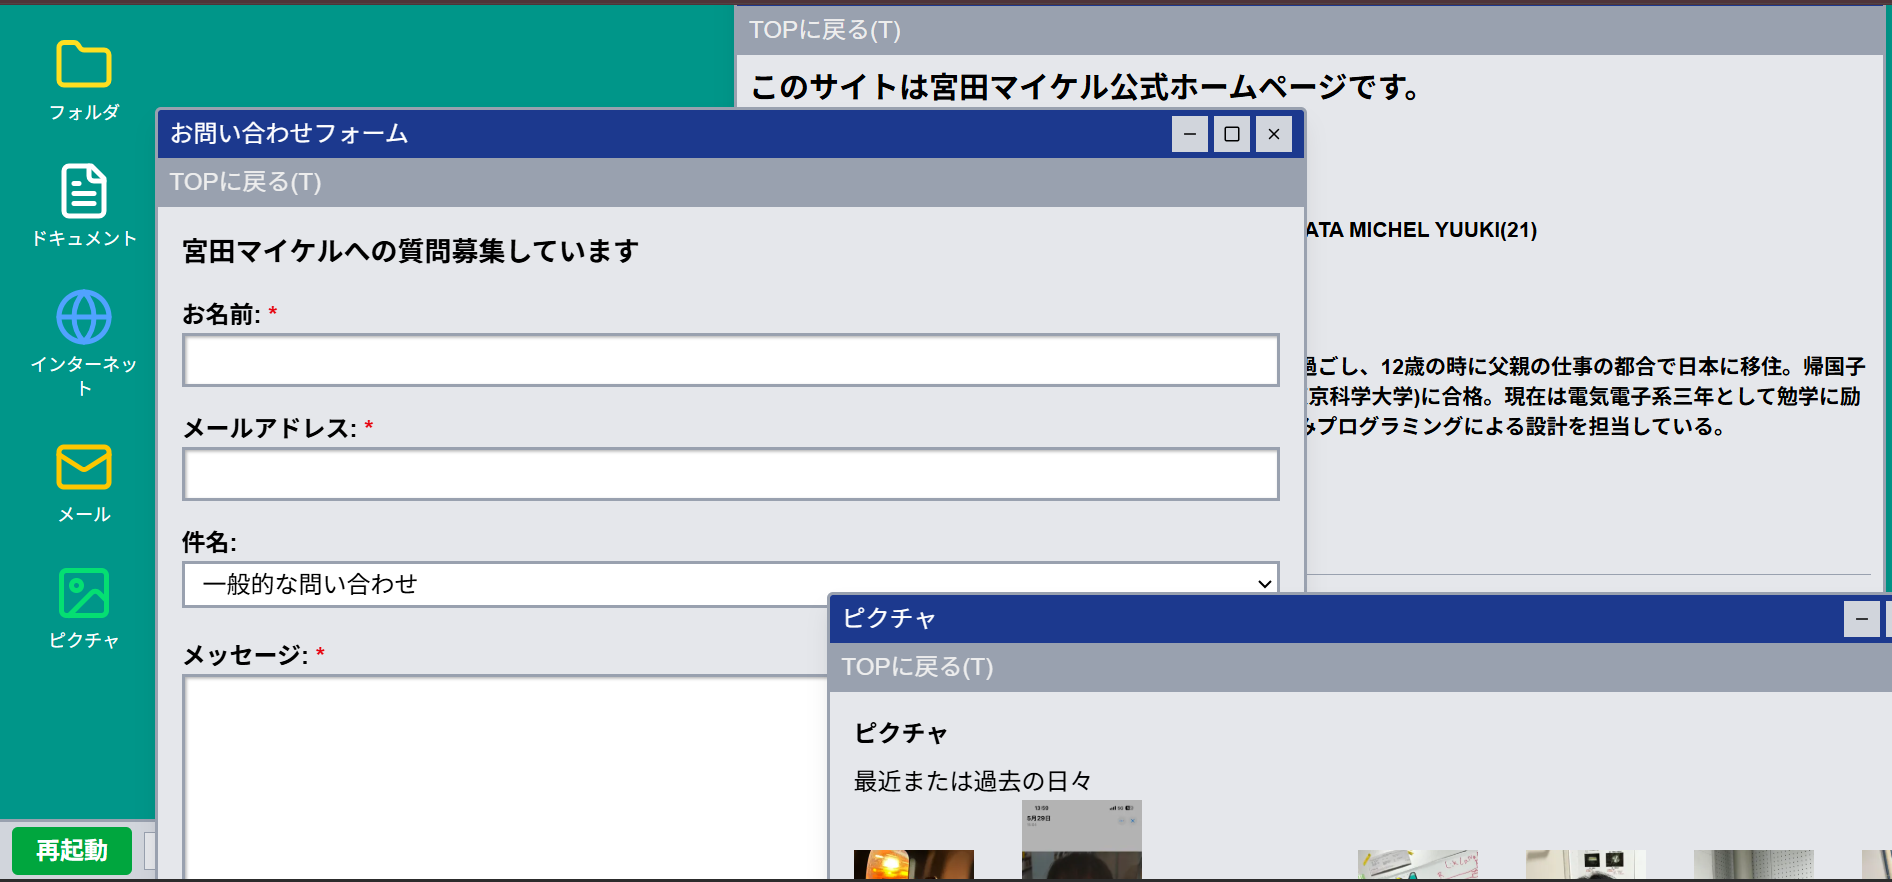 フォルダ
ドキュメント
インターネッ
ト
メール
ピクチャ
再起動
TOPに戻る(T)
このサイトは宮田マイケル公式ホームページです。
ATA MICHEL YUUKI(21)
過ごし、12歳の時に父親の仕事の都合で日本に移住。帰国子
京科学大学)に合格。現在は電気電子系三年として勉学に励
みプログラミングによる設計を担当している。
お問い合わせフォーム
TOPに戻る(T)
宮田マイケルへの質問募集しています
お名前: *
メールアドレス: *
件名:
一般的な問い合わせ
メッセージ: *
ピクチャ
TOPに戻る(T)
ピクチャ
最近または過去の日々
13:59
5月29日